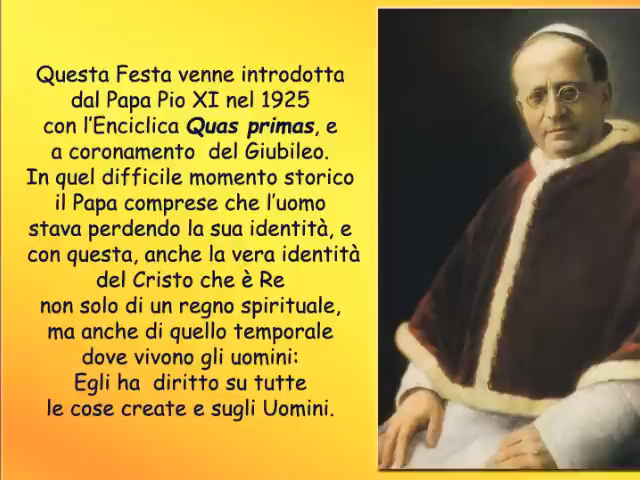 Questa Festa venne introdotta
dal Papa Pio XI nel 1925
con l'Enciclica Quas primas, e
a coronamento del Giubileo.
In quel difficile momento storico
il Papa comprese che l'uomo
stava perdendo la sua identità, e
con questa, anche la vera identità
del Cristo che è Re
non solo di un regno spirituale,
ma anche di quello temporale
dove vivono gli uomini:
Egli ha diritto su tutte
le cose create e sugli Uomini.